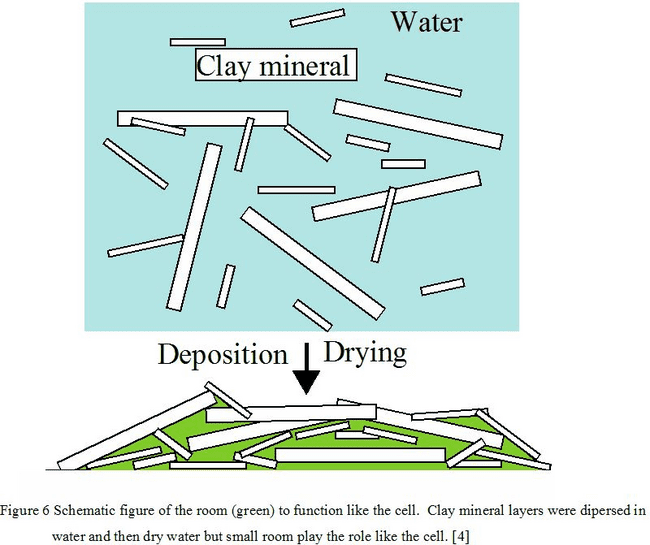 Water
Clay mineral
Deposition Drying
Figure 6 Schematic figure of the room (green) to function like the cell. Clay mineral layers were dipersed in
water and then dry water but small room play the role like the cell. [4]